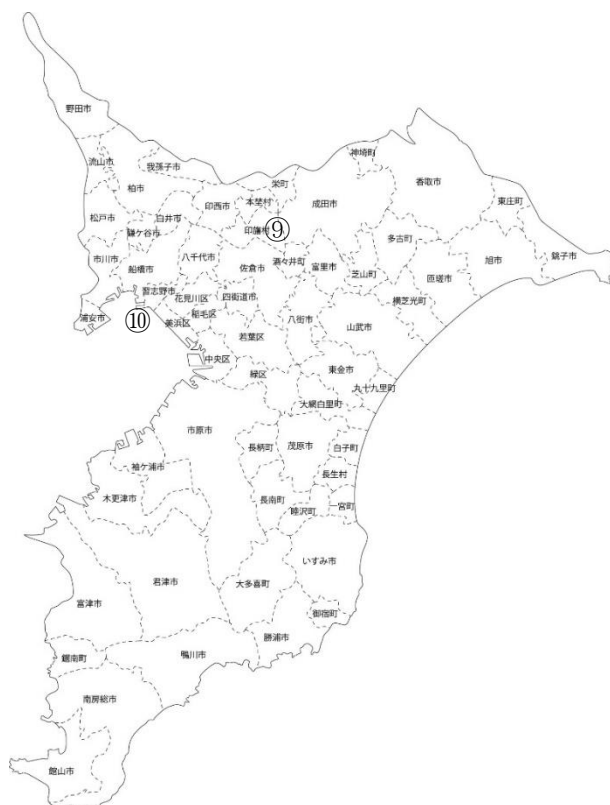 野田市
流山市
我孫子市
柏市
松戸市
白井市
鎌ケ谷市
市川市
船橋市
浦安市
印西市
本埜村
栄町
印旛村
⑨
成田市
神崎町
香取市
東庄町
銚子市
旭市
匝瑳市
多古町
芝山町
横芝光町
富里市
酒々井町
佐倉市
八千代市
習志野市
花見川区
四街道市
稲毛区
美浜区
⑩
若葉区
中央区
緑区
八街市
山武市
東金市
九十九里町
大網白里町
市原市
長柄町
茂原市
白子町
長生村
一宮町
長南町
睦沢町
袖ケ浦市
木更津市
君津市
富津市
大多喜町
いすみ市
御宿町
勝浦市
鴨川市
鋸南町
南房総市
館山市